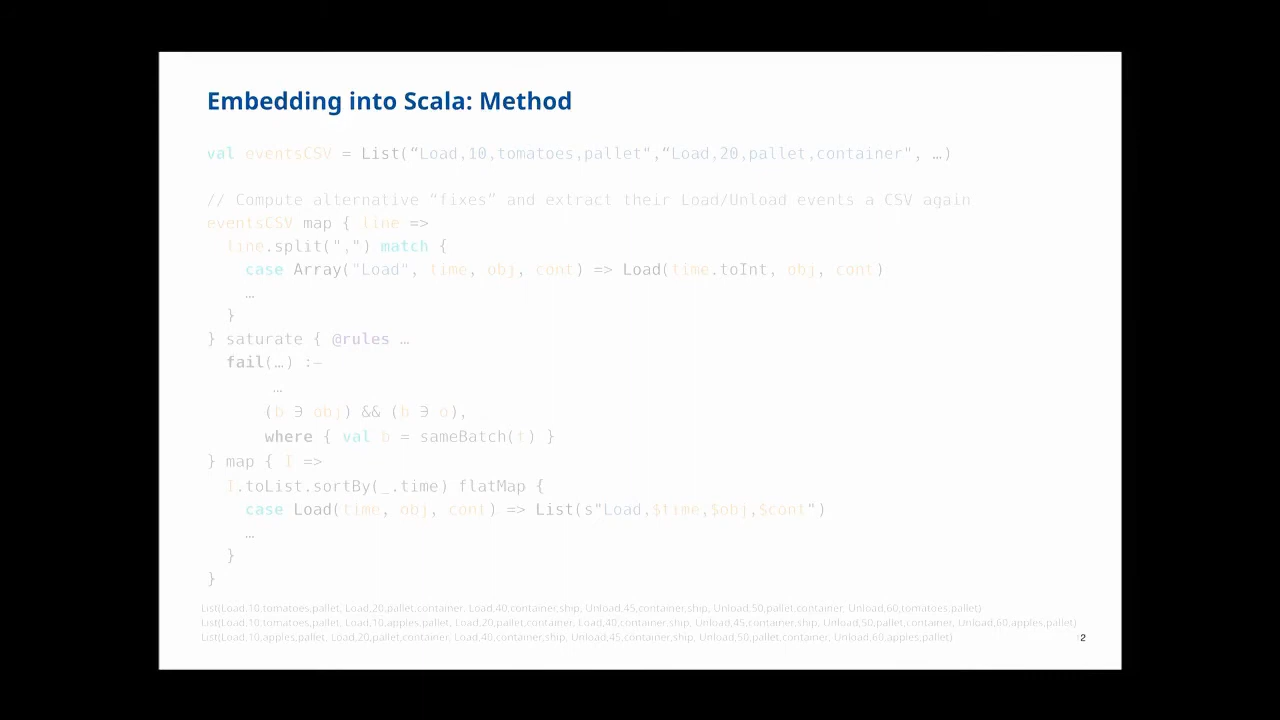 Embedding into Scala: Method
val eventsCSV = List(“Load,10,tomatoes,pallet",“Load,20,pallet,container", …)
// Compute alternative “fixes” and extract their Load/Unload events a CSV again
eventsCSV map { line =>
line.split(",") match {
case Array("Load", time, obj, cont) => Load(time.toInt, obj, cont)
…
}
} saturate { @rules …
fail(…) :-
…
(b ∋ obj) && (b ∋ o),
where { val b = sameBatch(t) }
} map { I =>
I.toList.sortBy(_.time) flatMap {
case Load(time, obj, cont) => List(s"Load,$time,$obj,$cont")
…
}
}
List(Load,10,tomatoes,pallet, Load,20,pallet,container, Load,40,container,ship, Unload,45,container,ship, Unload,50,pallet,container, Unload,60,tomatoes,pallet)
List(Load,10,tomatoes,pallet, Load,10,apples,pallet, Load,20,pallet,container, Load,40,container,ship, Unload,45,container,ship, Unload,50,pallet,container, Unload,60,apples,pallet)
List(Load,10,apples,pallet, Load,20,pallet,container, Load,40,container,ship, Unload,45,container,ship, Unload,50,pallet,container, Unload,60,apples,pallet)
12